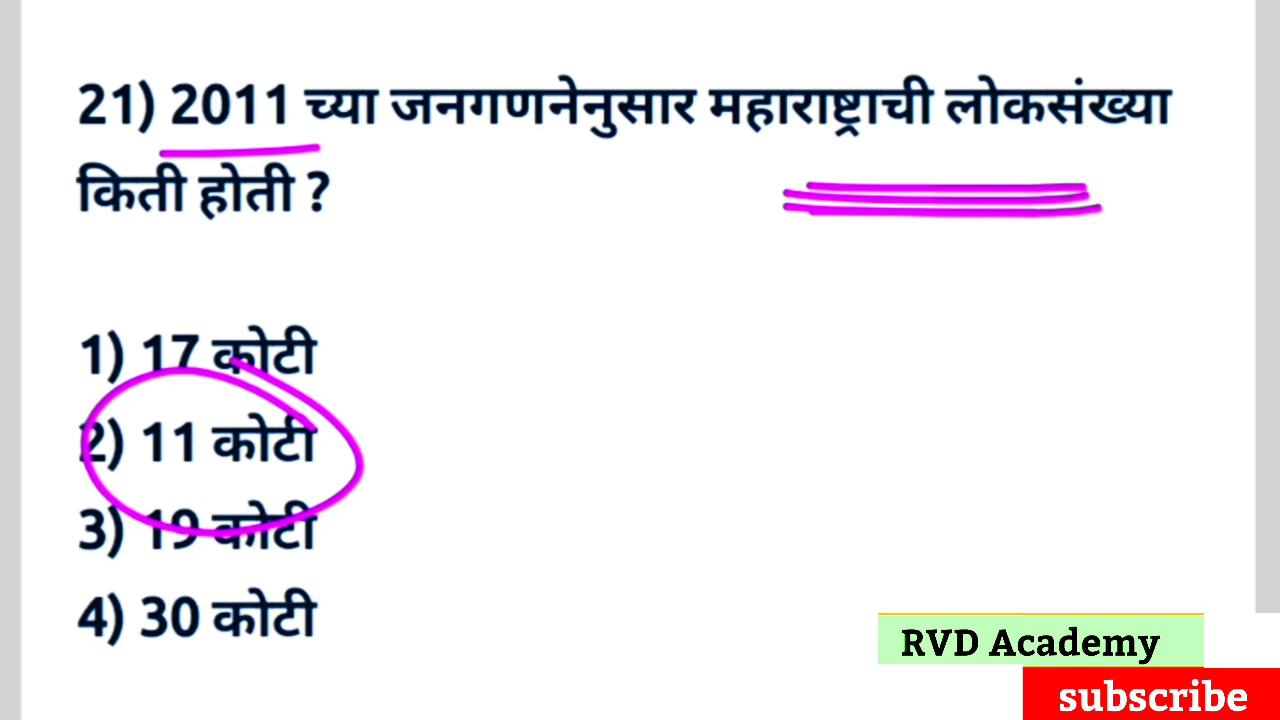 21) 2011 च्या जनगणनेनुसार महाराष्ट्राची लोकसंख्या
किती होती ?
1) 17 कोटी
2) 11 कोटी
3) 19 कोटी
4) 30 कोटी
RVD Academy
subscribe